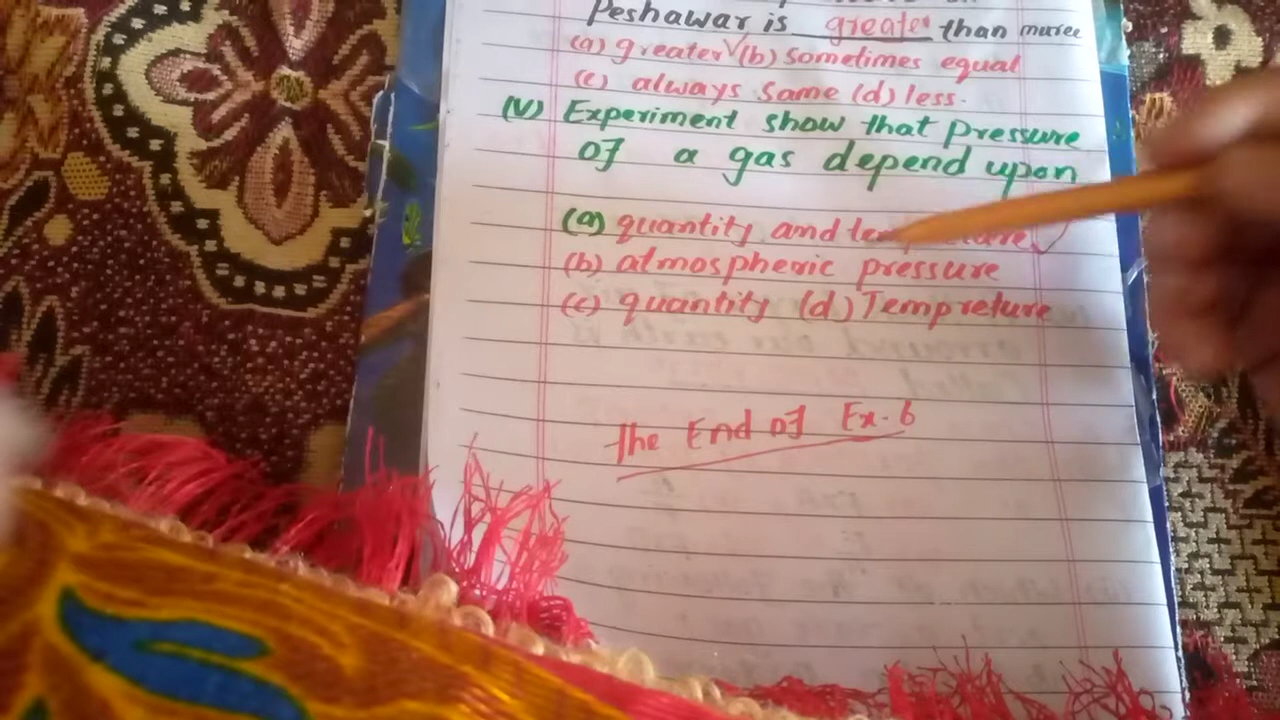 Peshawar is greater than muree
(a) greater ✓ (b) Sometimes equal
(c) always same (d) less.
(V) Experiment show that pressure
of a gas depend upon
(a) quantity and
(b) atmospheric pressure
(c) quantity (d) Tempreture
The End of Ex-6